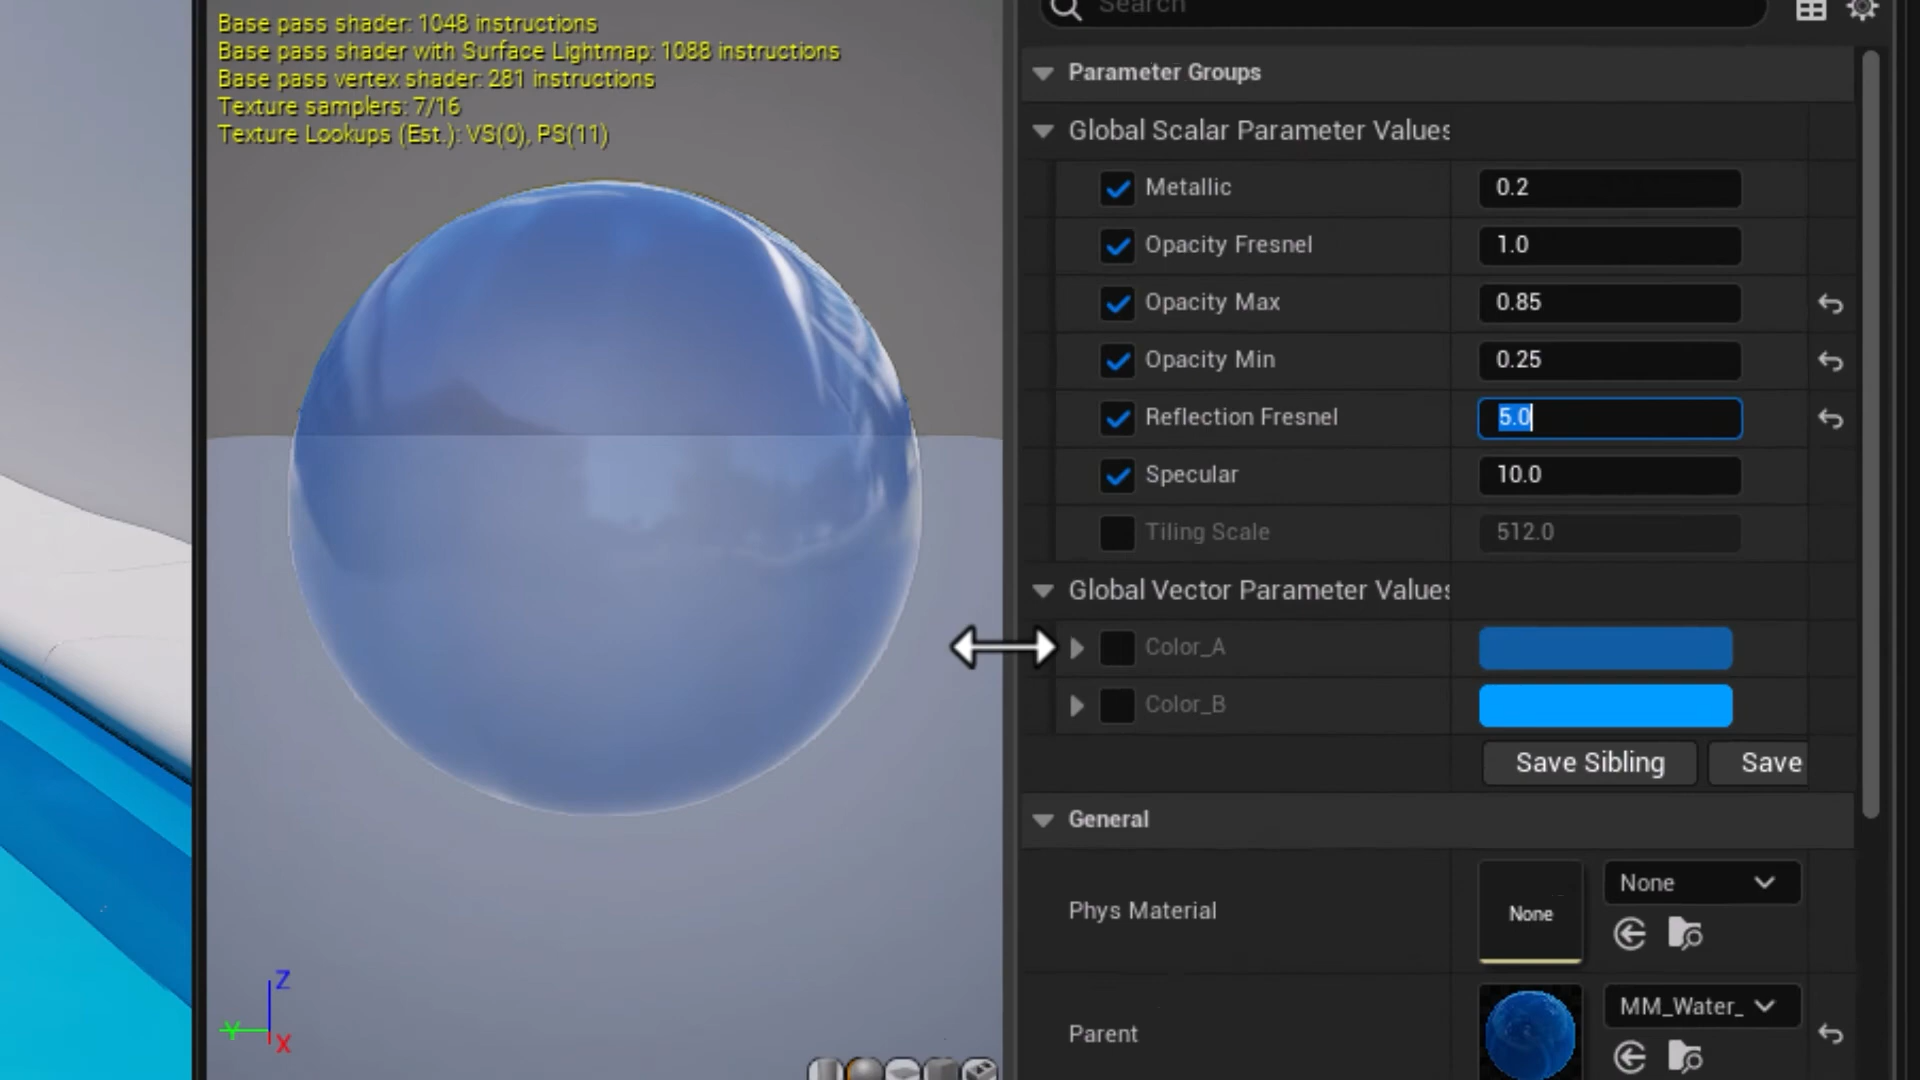 Base pass shader: 1048 instructions
Base pass shader with Surface Lightmap: 1088 instructions
Base pass vertex shader: 281 instructions
Texture samplers: 7/16
Texture Lookups (Est.): VS(0), PS(11)
Z
Y
X
Search
Parameter Groups
Global Scalar Parameter Values
Metallic 0.2
Opacity Fresnel 1.0
Opacity Max 0.85
Opacity Min 0.25
Reflection Fresnel 5.0
Specular 10.0
Tiling Scale 512.0
Global Vector Parameter Values
Color_A
Color_B
Save Sibling Save
General
Phys Material None None
Parent MM_Water_